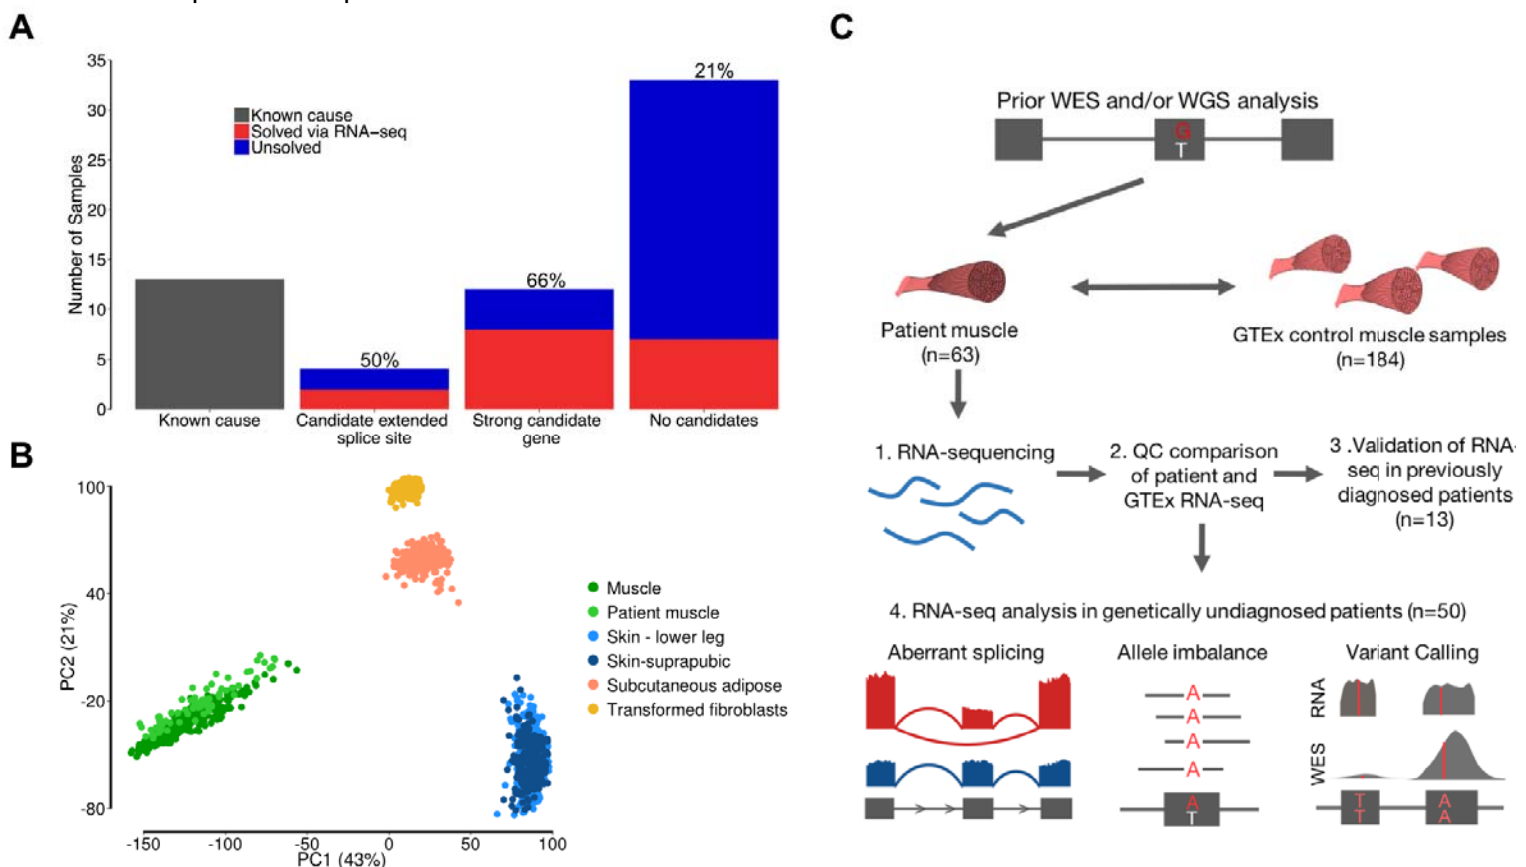 A
35
30
25
20
15
10
5
0
Number of Samples
Known cause
Solved via RNA-seq
Unsolved
50%
66%
21%
Known cause
Candidate extended
splice site
Strong candidate
gene
No candidates
B
100
40
-20
-80
PC2 (21%)
-150
-100
-50
0
50
100
PC1 (43%)
Muscle
Patient muscle
Skin - lower leg
Skin-suprapubic
Subcutaneous adipose
Transformed fibroblasts
C
Prior WES and/or WGS analysis
G
T
Patient muscle
(n=63)
GTEx control muscle samples
(n=184)
1. RNA-sequencing
2. QC comparison
of patient and
GTEx RNA-seq
3 .Validation of RNA-
seq in previously
diagnosed patients
(n=13)
4. RNA-seq analysis in genetically undiagnosed patients (n=50)
Aberrant splicing
Allele imbalance
A
A
A
A
A
T
Variant Calling
RNA
WES
T
T
A
A